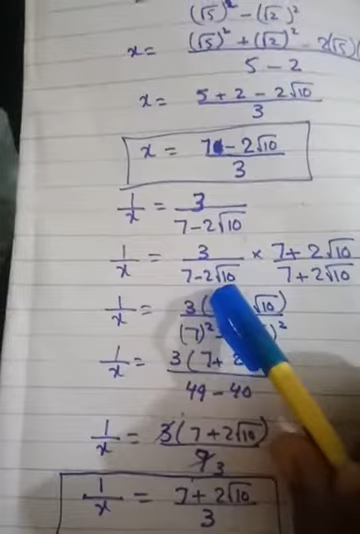 (√5)² - (√2)²
x = (√5)² + (√2)² - 2(√5)(
5 - 2
x = 5 + 2 - 2√10
3
x = 7 - 2√10
3
1/x = 3
7 - 2√10
1/x = 3 × 7 + 2√10
7 - 2√10 7 + 2√10
1/x = 3( √10)
(7)² - )²
1/x = 3(7 +
49 - 40
1/x = 3(7 + 2√10)
9 3
1/x = 7 + 2√10
3